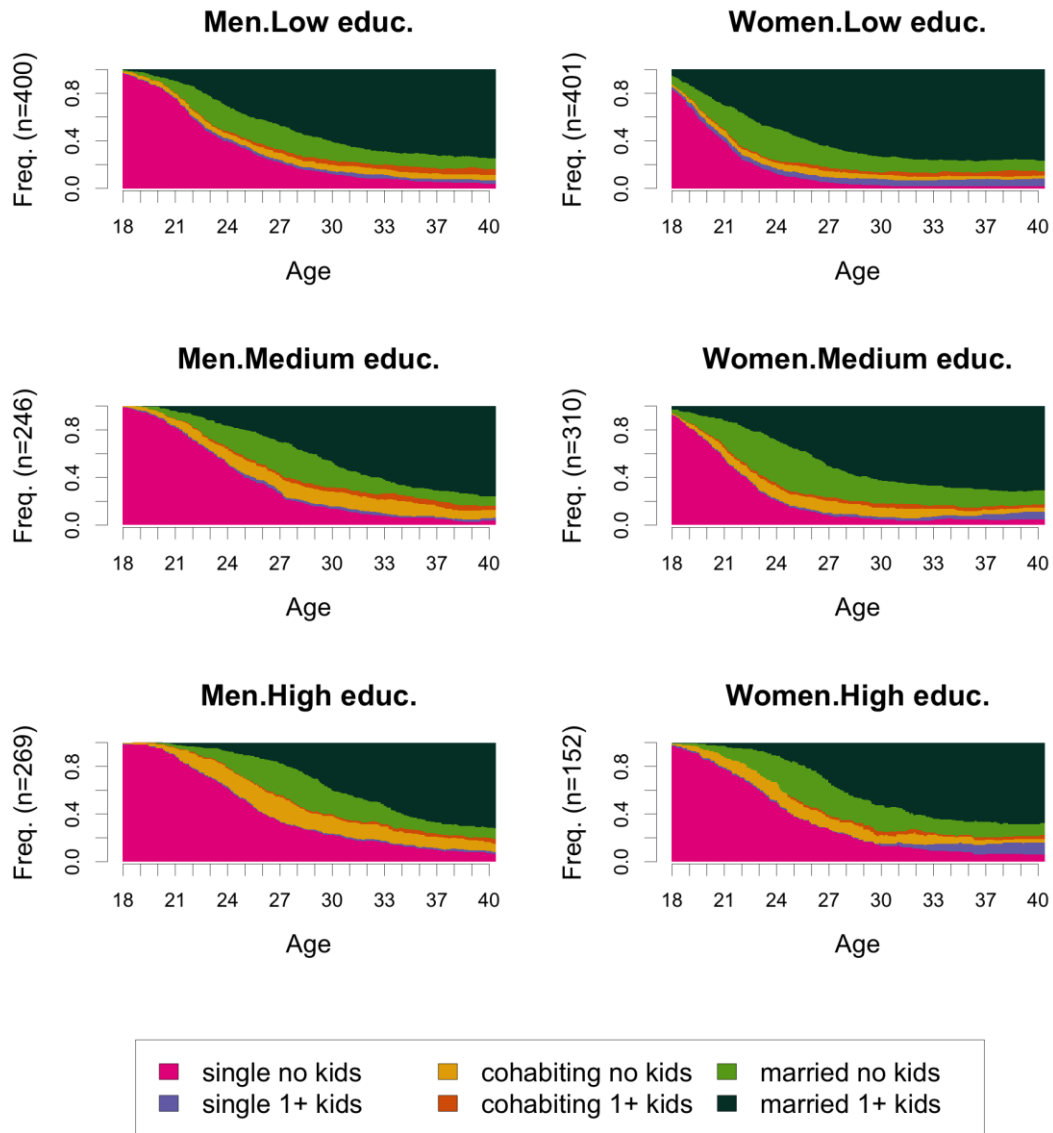 Men.Low educ.
Women.Low educ.
Freq. (n=400)
0.0 0.4 0.8
18 21 24 27 30 33 37 40
Age
Freq. (n=401)
0.0 0.4 0.8
18 21 24 27 30 33 37 40
Age
Men.Medium educ.
Women.Medium educ.
Freq. (n=246)
0.0 0.4 0.8
18 21 24 27 30 33 37 40
Age
Freq. (n=310)
0.0 0.4 0.8
18 21 24 27 30 33 37 40
Age
Men.High educ.
Women.High educ.
Freq. (n=269)
0.0 0.4 0.8
18 21 24 27 30 33 37 40
Age
Freq. (n=152)
0.0 0.4 0.8
18 21 24 27 30 33 37 40
Age
single no kids cohabiting no kids married no kids
single 1+ kids cohabiting 1+ kids married 1+ kids